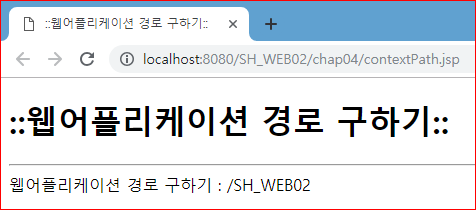 ::웹어플리케이션 경로 구하기::
localhost:8080/SH_WEB02/chap04/contextPath.jsp
::웹어플리케이션 경로 구하기::
웹어플리케이션 경로 구하기 : /SH_WEB02